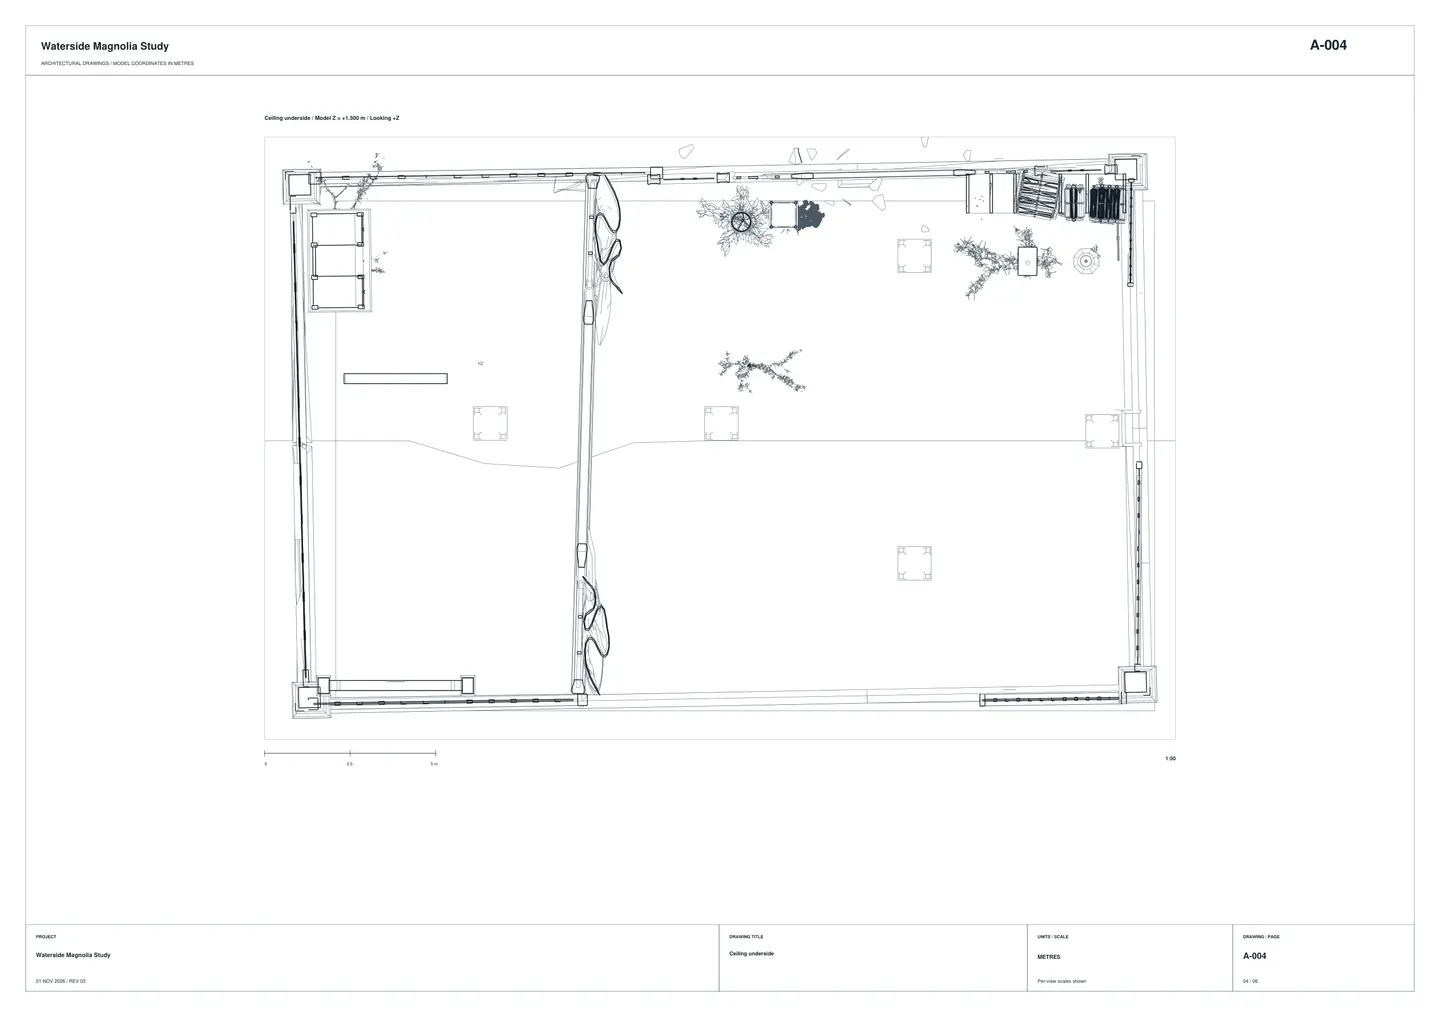 Waterside Magnolia Study
A-004
ARCHITECTURAL DRAWINGS / MODEL COORDINATES IN METRES
Ceiling underside / Model Z = +1.500 m / Looking +Z
0
2.5
5 m
1:50
PROJECT
Waterside Magnolia Study
01 NOV 2026 / REV 02
DRAWING TITLE
Ceiling underside
UNITS / SCALE
METRES
Per-view scales shown
DRAWING / PAGE
A-004
04 / 06